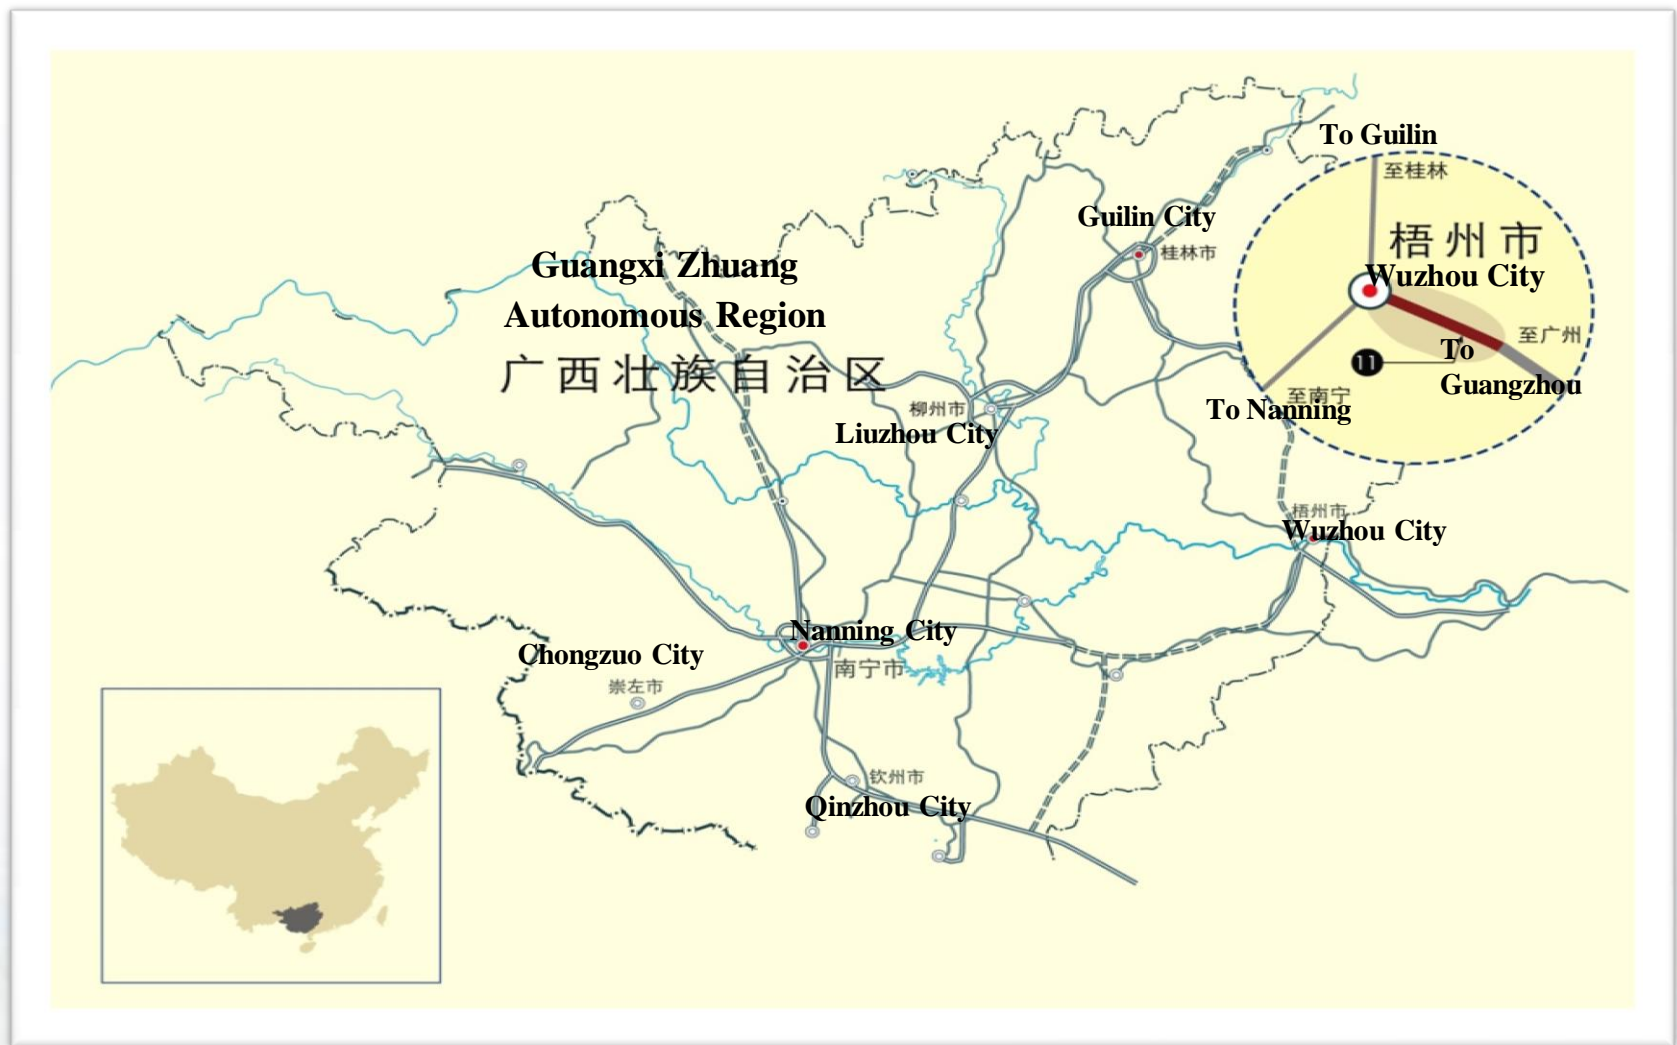 To Guilin
至桂林
梧州市
Wuzhou City
至广州
To
Guangzhou
11
至南宁
To Nanning
Guilin City
桂林市
Guangxi Zhuang
Autonomous Region
广西壮族自治区
柳州市
Liuzhou City
梧州市
Wuzhou City
Nanning City
南宁市
Chongzuo City
崇左市
钦州市
Qinzhou City